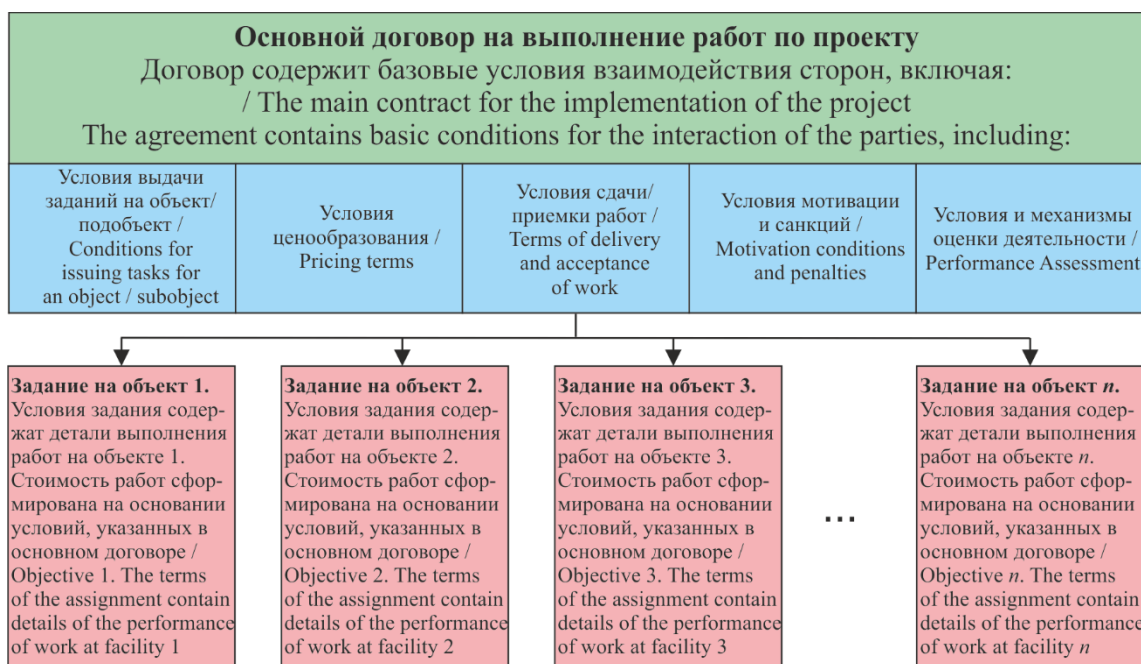 Основной договор на выполнение работ по проекту
Договор содержит базовые условия взаимодействия сторон, включая:
/ The main contract for the implementation of the project
The agreement contains basic conditions for the interaction of the parties, including:
Условия выдачи
заданий на объект/
подобъект /
Conditions for
issuing tasks for
an object / subobject
Условия
ценообразования /
Pricing terms
Условия сдачи/
приемки работ /
Terms of delivery
and acceptance
of work
Условия мотивации
и санкций /
Motivation conditions
and penalties
Условия и механизмы
оценки деятельности /
Performance Assessment
Задание на объект 1.
Условия задания содер-
жат детали выполнения
работ на объекте 1.
Стоимость работ сфор-
мирована на основании
условий, указанных в
основном договоре /
Objective 1. The terms
of the assignment contain
details of the performance
of work at facility 1
Задание на объект 2.
Условия задания содер-
жат детали выполнения
работ на объекте 2.
Стоимость работ сфор-
мирована на основании
условий, указанных в
основном договоре /
Objective 2. The terms
of the assignment contain
details of the performance
of work at facility 2
Задание на объект 3.
Условия задания содер-
жат детали выполнения
работ на объекте 3.
Стоимость работ сфор-
мирована на основании
условий, указанных в
основном договоре /
Objective 3. The terms
of the assignment contain
details of the performance
of work at facility 3
...
Задание на объект n.
Условия задания содер-
жат детали выполнения
работ на объекте n.
Стоимость работ сфор-
мирована на основании
условий, указанных в
основном договоре /
Objective n. The terms
of the assignment contain
details of the performance
of work at facility n